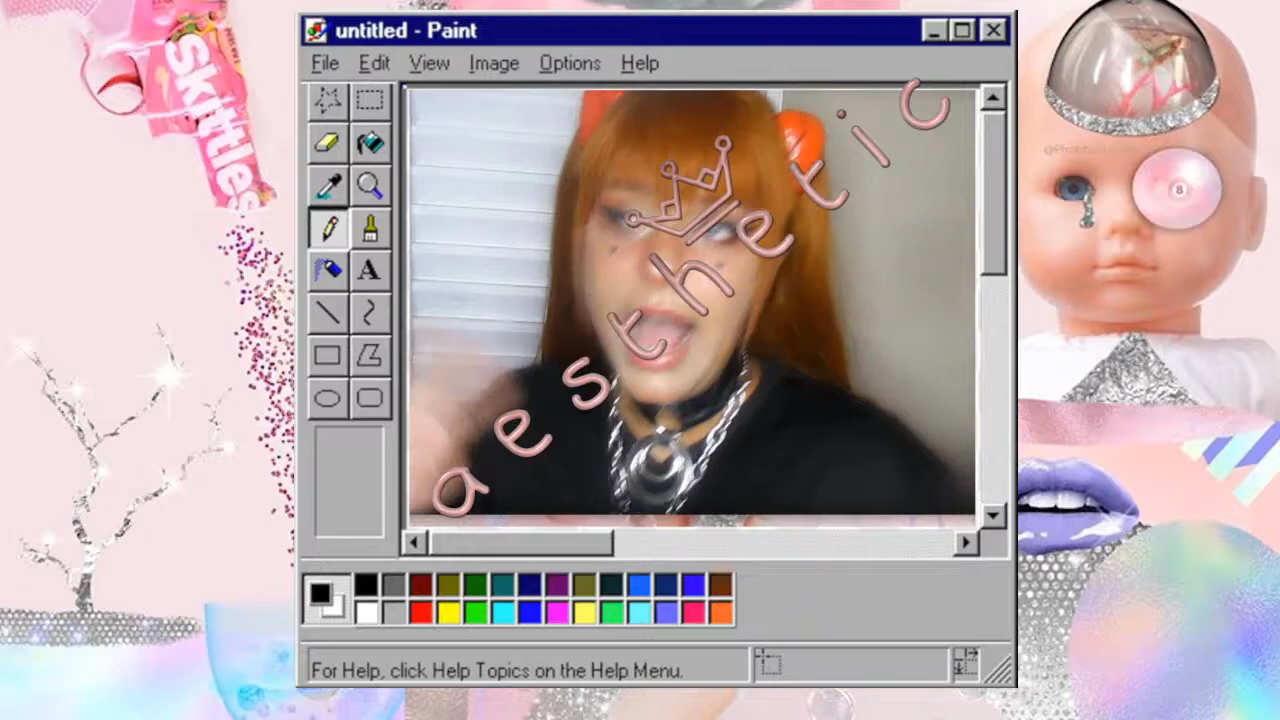 untitled - Paint
File Edit View Image Options Help
aesthetic
Skittles
A
8
For Help, click Help Topics on the Help Menu.